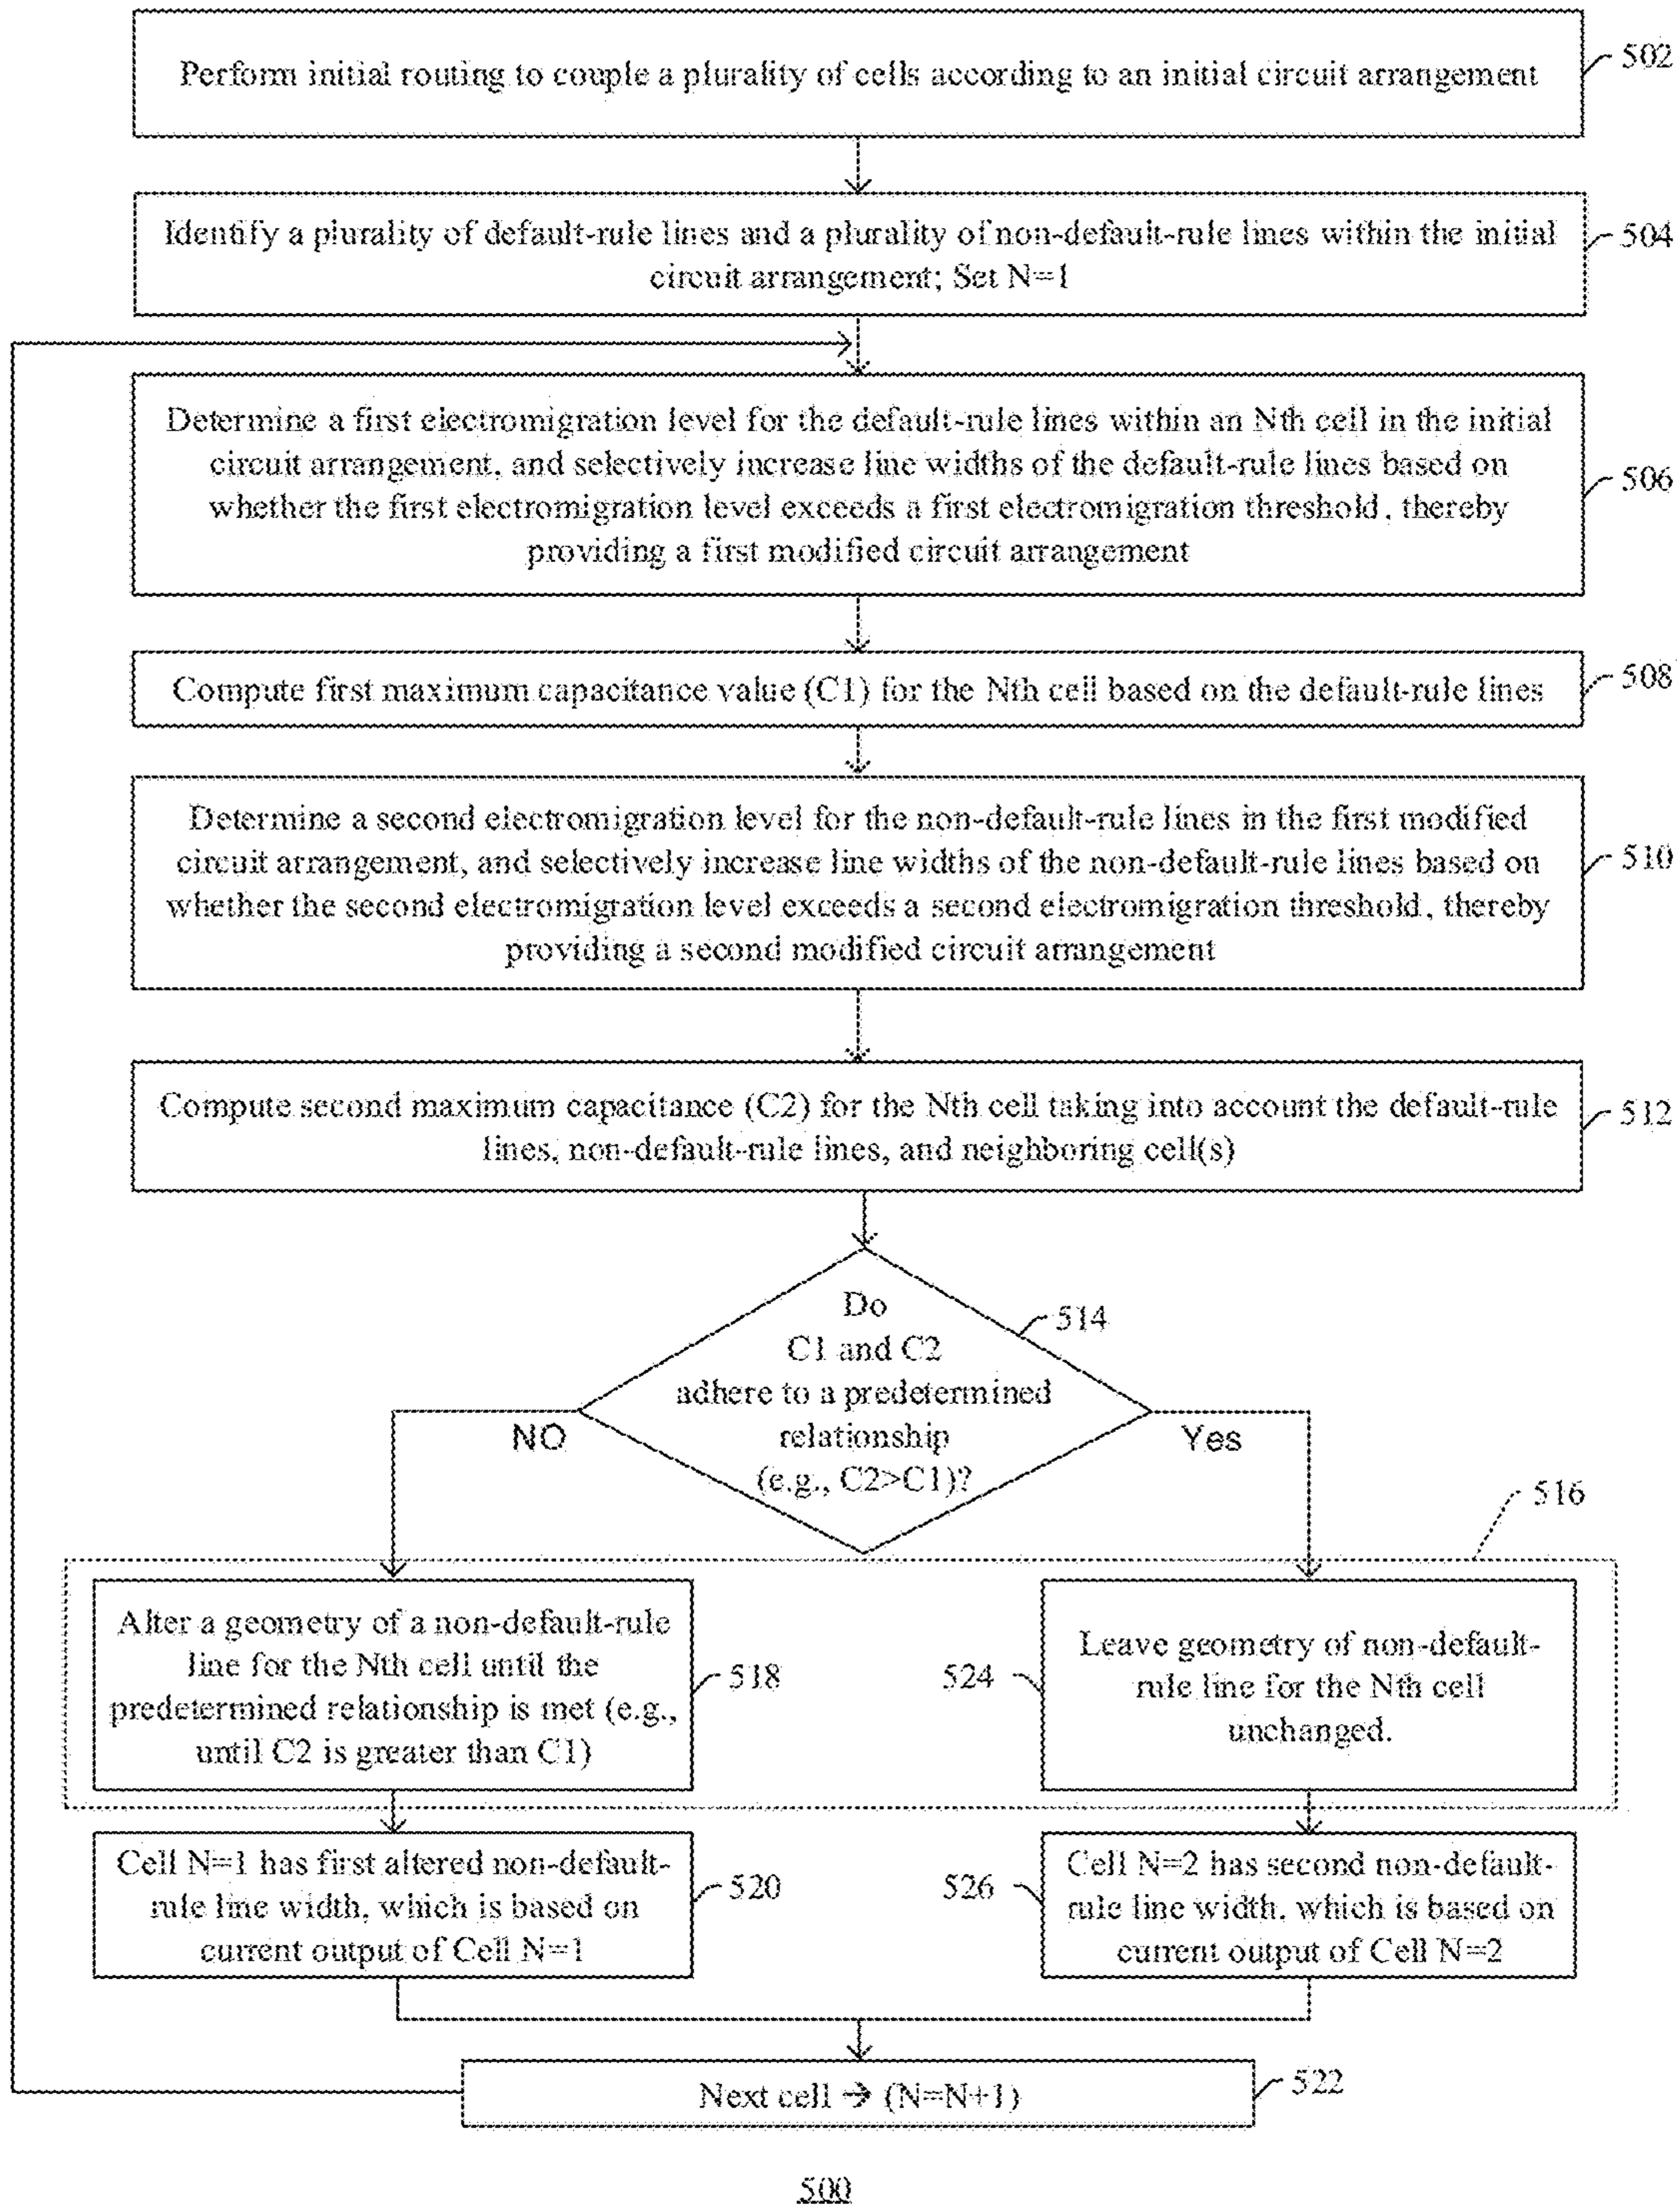 Perform initial routing to couple a plurality of cells according to an initial circuit arrangement
502
Identify a plurality of default-rule lines and a plurality of non-default-rule lines within the initial
circuit arrangement; Set N=1
504
Determine a first electromigration level for the default-rule lines within an Nth cell in the initial
circuit arrangement, and selectively increase line widths of the default-rule lines based on
whether the first electromigration level exceeds a first electromigration threshold, thereby
providing a first modified circuit arrangement
506
Compute first maximum capacitance value (C1) for the Nth cell based on the default-rule lines
508
Determine a second electromigration level for the non-default-rule lines in the first modified
circuit arrangement, and selectively increase line widths of the non-default-rule lines based on
whether the second electromigration level exceeds a second electromigration threshold, thereby
providing a second modified circuit arrangement
510
Compute second maximum capacitance (C2) for the Nth cell taking into account the default-rule
lines, non-default-rule lines, and neighboring cell(s)
512
Do
C1 and C2
adhere to a predetermined
relationship
(e.g., C2>C1)?
514
NO
Yes
516
Alter a geometry of a non-default-rule
line for the Nth cell until the
predetermined relationship is met (e.g.,
until C2 is greater than C1)
518
524
Leave geometry of non-default-
rule line for the Nth cell
unchanged.
Cell N=1 has first altered non-default-
rule line width, which is based on
current output of Cell N=1
520
526
Cell N=2 has second non-default-
rule line width, which is based on
current output of Cell N=2
Next cell → (N=N+1)
522
500